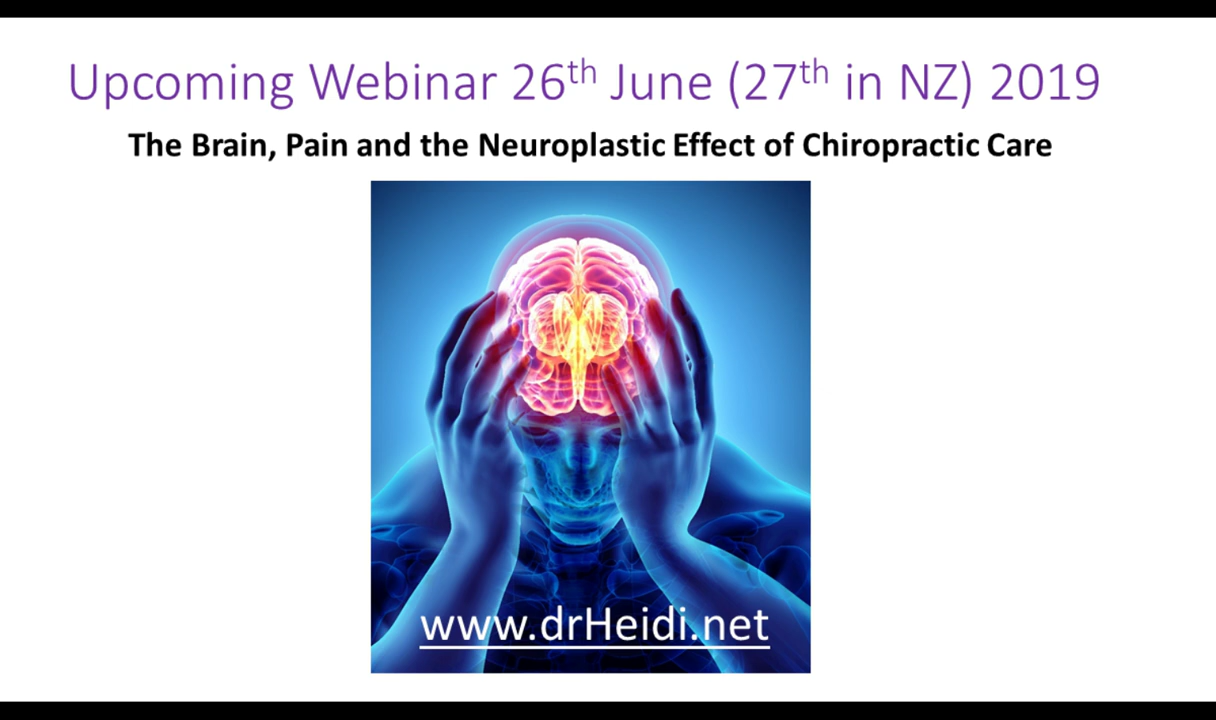 Upcoming Webinar 26th June (27th in NZ) 2019
The Brain, Pain and the Neuroplastic Effect of Chiropractic Care
www.drHeidi.net